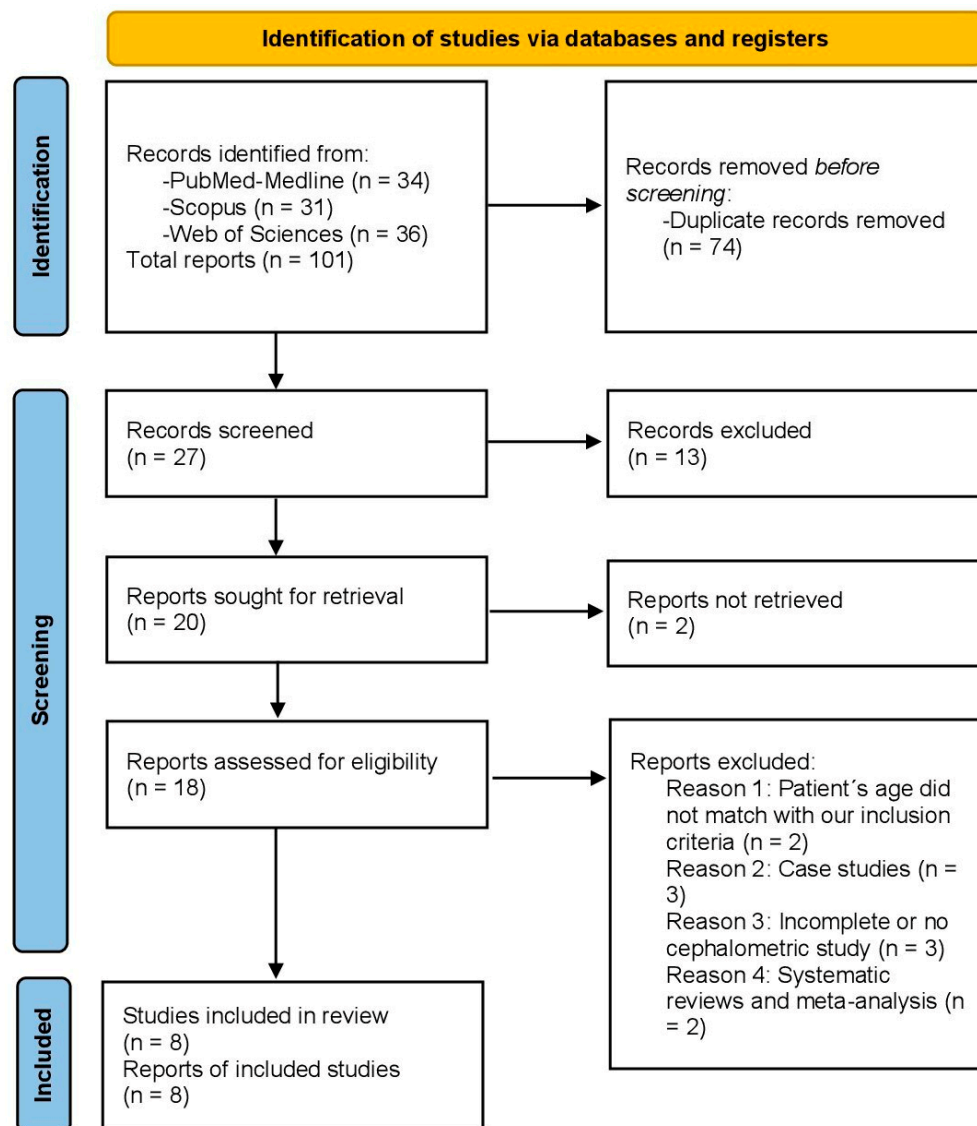 Identification of studies via databases and registers
Identification
Records identified from:
-PubMed-Medline (n = 34)
-Scopus (n = 31)
-Web of Sciences (n = 36)
Total reports (n = 101)
Records removed before
screening:
-Duplicate records removed
(n = 74)
Screening
Records screened
(n = 27)
Records excluded
(n = 13)
Reports sought for retrieval
(n = 20)
Reports not retrieved
(n = 2)
Reports assessed for eligibility
(n = 18)
Reports excluded:
Reason 1: Patient´s age did
not match with our inclusion
criteria (n = 2)
Reason 2: Case studies (n =
3)
Reason 3: Incomplete or no
cephalometric study (n = 3)
Reason 4: Systematic
reviews and meta-analysis (n
= 2)
Included
Studies included in review
(n = 8)
Reports of included studies
(n = 8)